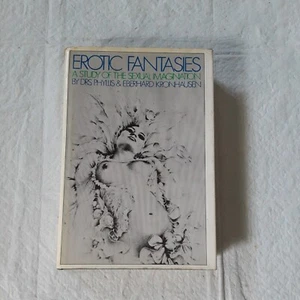 EROTIC FANTASIES
A STUDY OF THE SEXUAL IMAGINATION
BY DRS. PHYLLIS & EBERHARD KRONHAUSEN